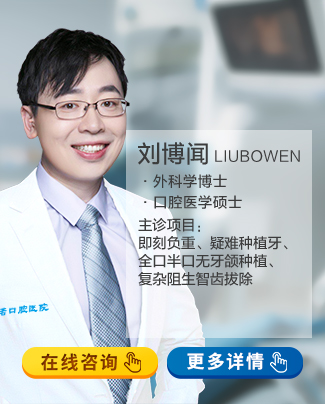 刘博闻 LIUBOWEN
· 外科学博士
· 口腔医学硕士
主诊项目：
即刻负重、疑难种植牙、
全口半口无牙颌种植、
复杂阻生智齿拔除
口腔医院
在线咨询
更多详情